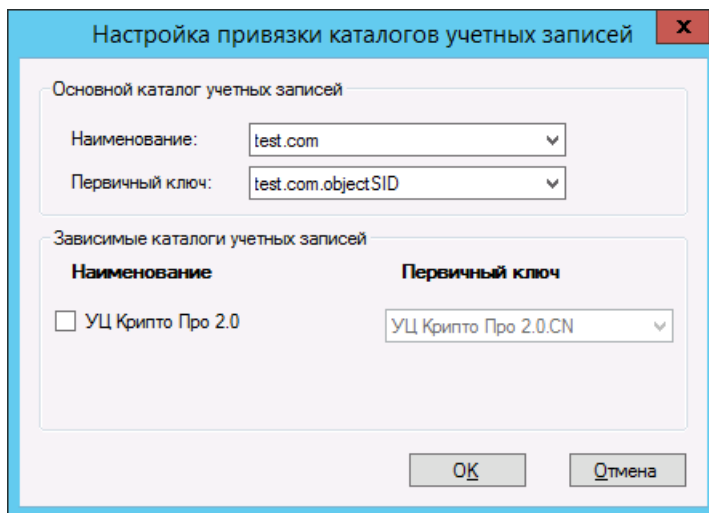 Настройка привязки каталогов учетных записей
x
Основной каталог учетных записей
Наименование: test.com
Первичный ключ: test.com.objectSID
Зависимые каталоги учетных записей
Наименование Первичный ключ
УЦ Крипто Про 2.0 УЦ Крипто Про 2.0.CN
OK Отмена